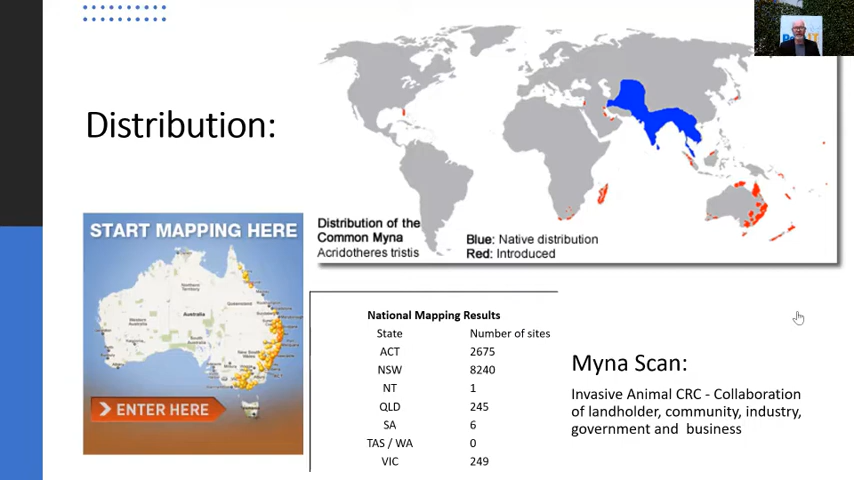 Distribution:
Distribution of the
Common Myna
Acridotheres tristis
Blue: Native distribution
Red: Introduced
START MAPPING HERE
Australia
ENTER HERE
National Mapping Results
State Number of sites
ACT 2675
NSW 8240
NT 1
QLD 245
SA 6
TAS / WA 0
VIC 249
Myna Scan:
Invasive Animal CRC - Collaboration
of landholder, community, industry,
government and business